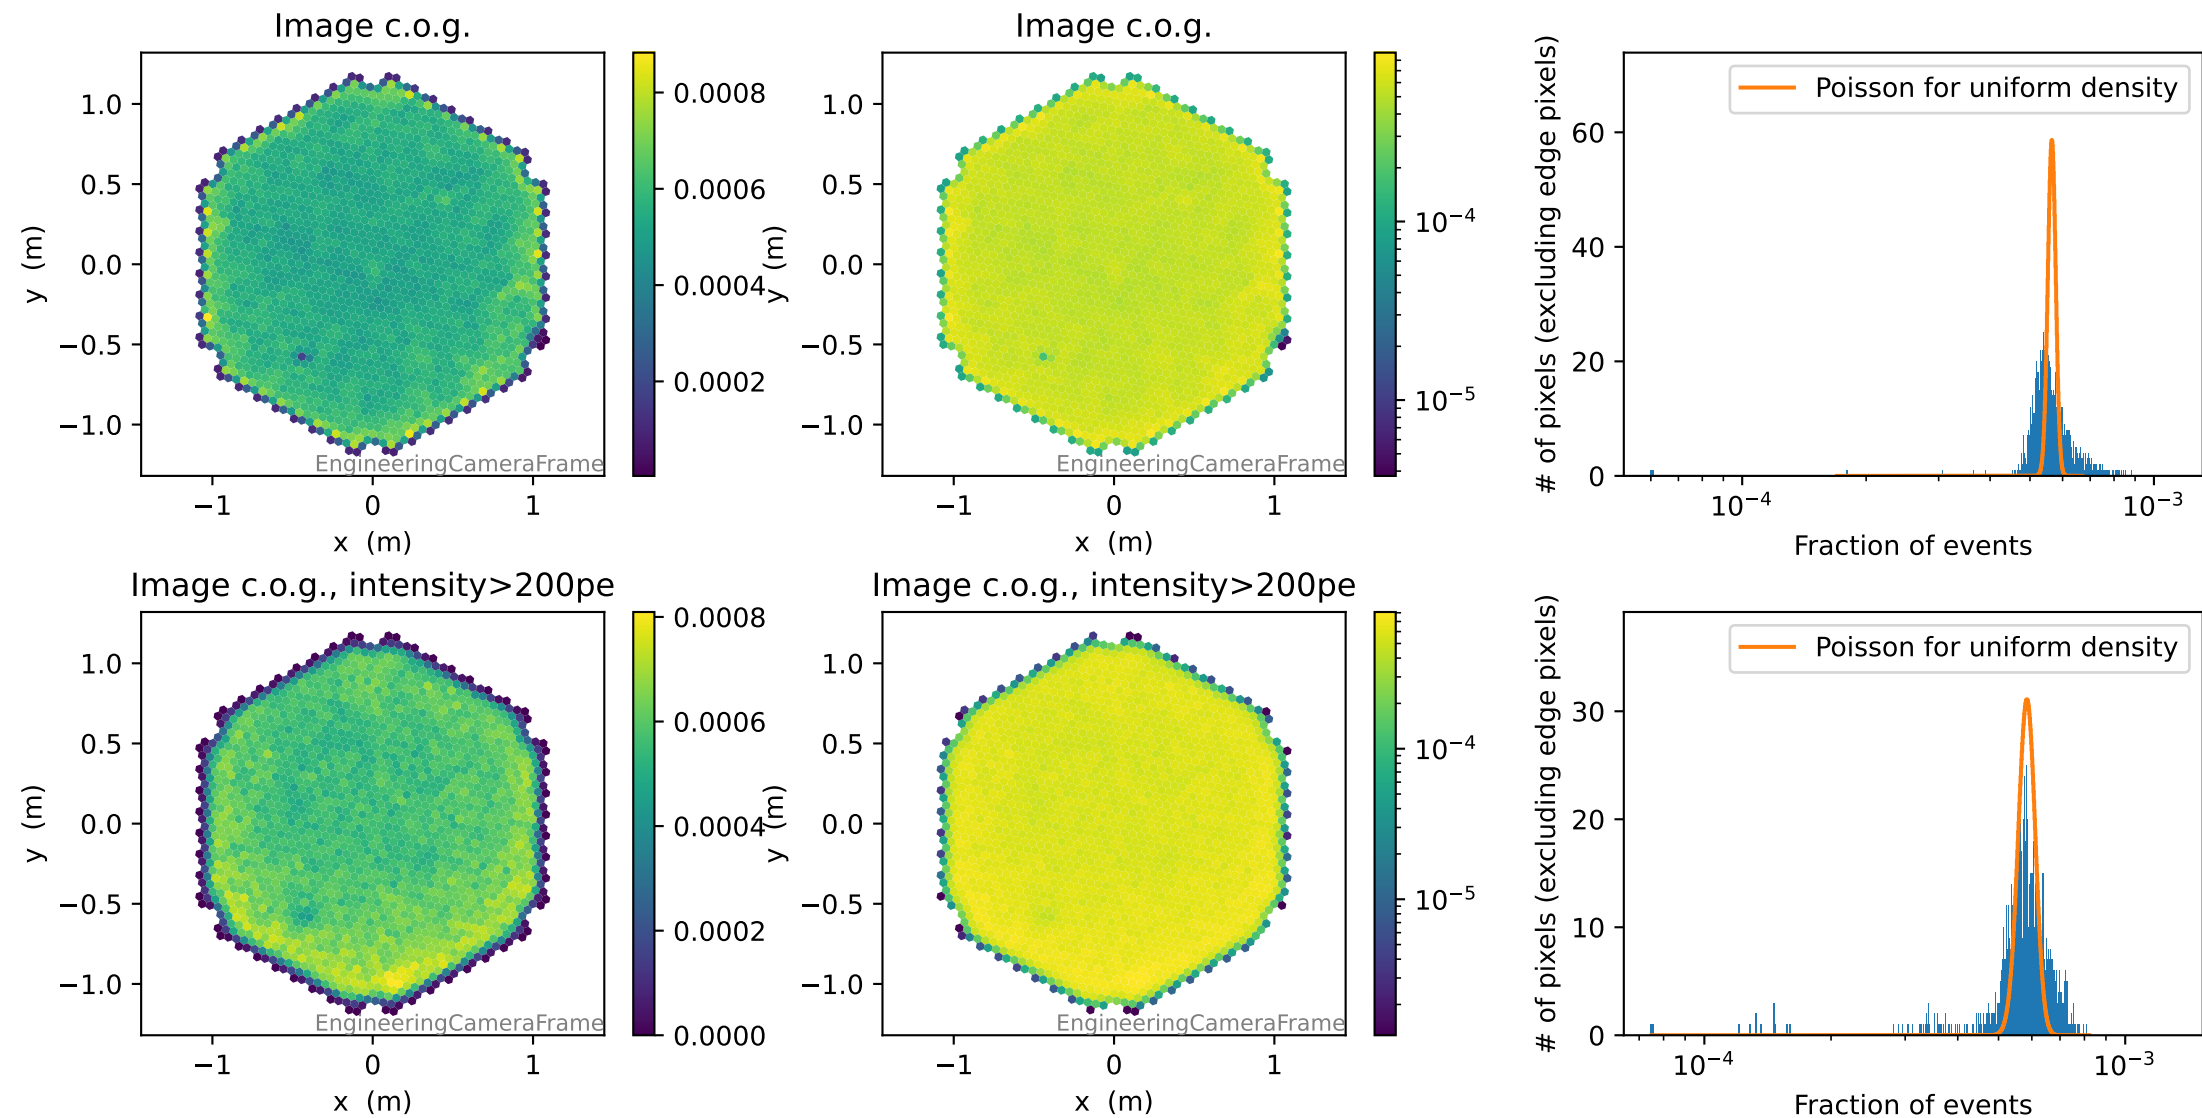 Image c.o.g.
1.0
0.5
0.0
−0.5
−1.0
y (m)
−1
0
1
x (m)
EngineeringCameraFrame
0.0008
0.0006
0.0004
0.0002
Image c.o.g.
1.0
0.5
0.0
−0.5
−1.0
y (m)
−1
0
1
x (m)
EngineeringCameraFrame
10⁻⁴
10⁻⁵
Poisson for uniform density
60
40
20
0
# of pixels (excluding edge pixels)
10⁻⁴
10⁻³
Fraction of events
Image c.o.g., intensity>200pe
1.0
0.5
0.0
−0.5
−1.0
y (m)
−1
0
1
x (m)
EngineeringCameraFrame
0.0008
0.0006
0.0004
0.0002
0.0000
Image c.o.g., intensity>200pe
1.0
0.5
0.0
−0.5
−1.0
y (m)
−1
0
1
x (m)
EngineeringCameraFrame
10⁻⁴
10⁻⁵
Poisson for uniform density
30
20
10
0
# of pixels (excluding edge pixels)
10⁻⁴
10⁻³
Fraction of events